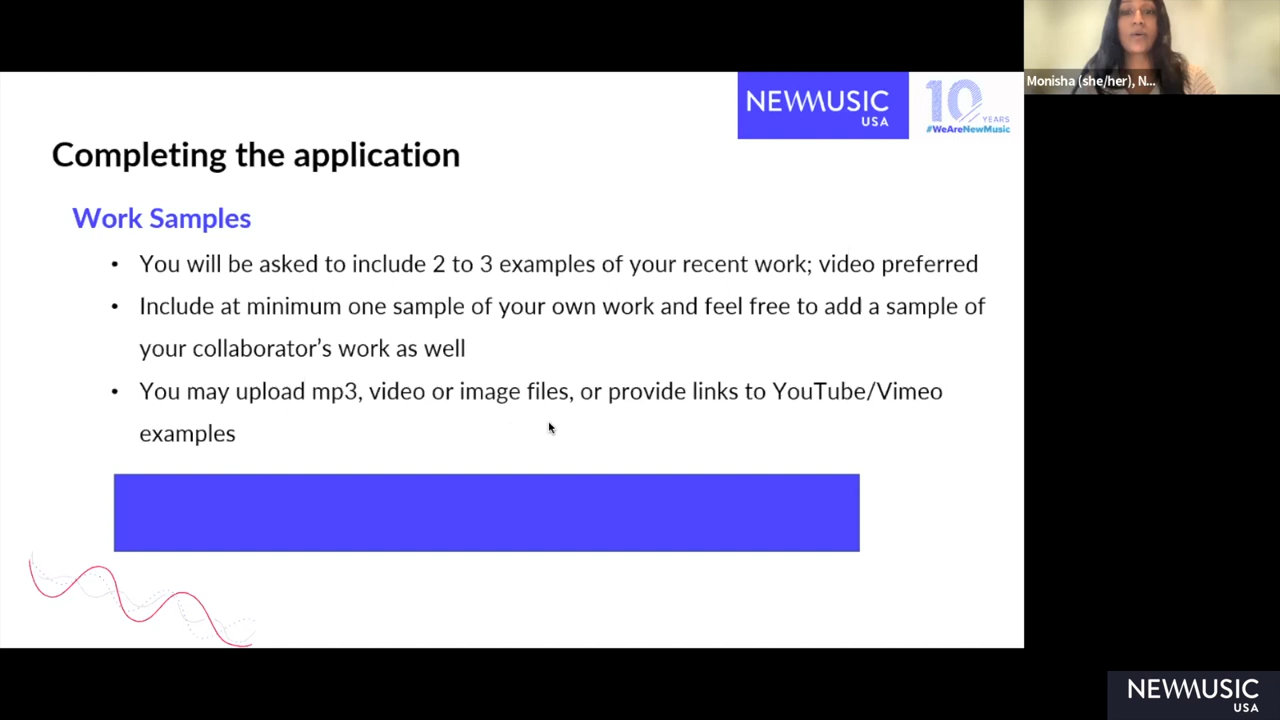 NEWMUSIC
USA
10
YEARS
#WeAreNewMusic
Monisha (she/her), N...
Completing the application
Work Samples
• You will be asked to include 2 to 3 examples of your recent work; video preferred
• Include at minimum one sample of your own work and feel free to add a sample of
your collaborator's work as well
• You may upload mp3, video or image files, or provide links to YouTube/Vimeo
examples
NEWMUSIC
USA